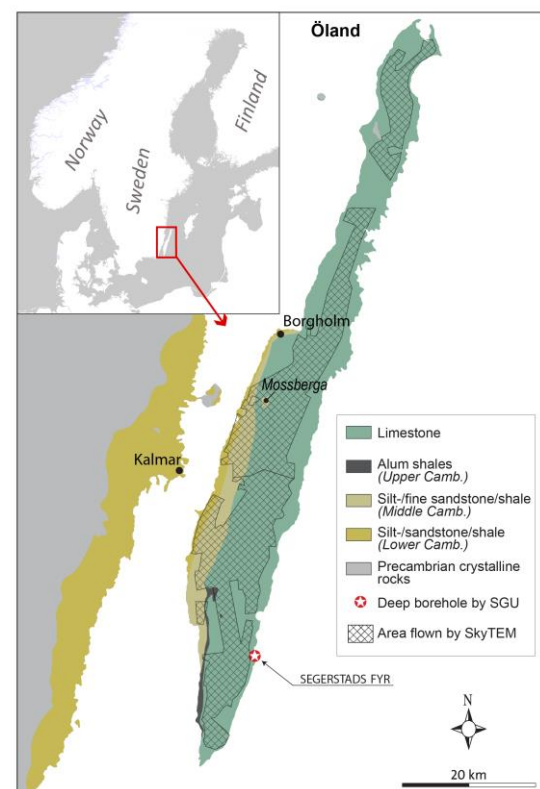 Öland
Norway
Sweden
Finland
Borgholm
Mossberga
Kalmar
Limestone
Alum shales
(Upper Camb.)
Silt-/fine sandstone/shale
(Middle Camb.)
Silt-/sandstone/shale
(Lower Camb.)
Precambrian crystalline
rocks
Deep borehole by SGU
Area flown by SkyTEM
SEGERSTADS FYR
N
20 km